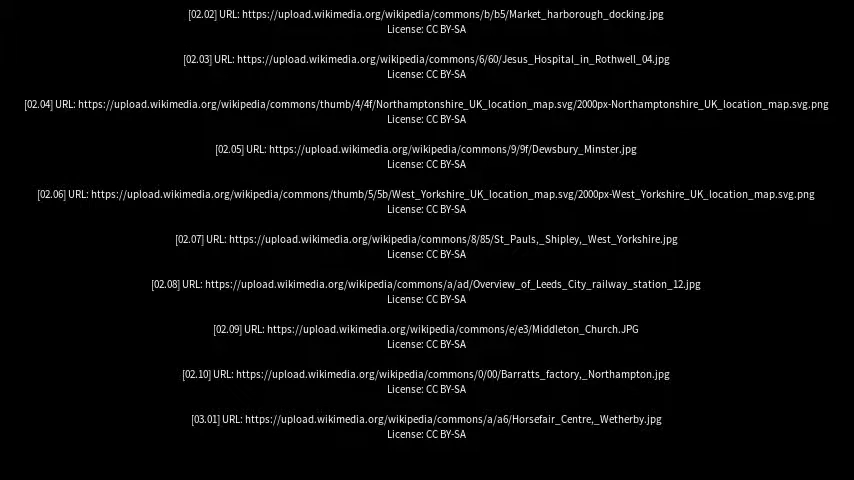 [02.02] URL: https://upload.wikimedia.org/wikipedia/commons/b/b5/Market_harborough_docking.jpg
License: CC BY-SA
[02.03] URL: https://upload.wikimedia.org/wikipedia/commons/6/60/Jesus_Hospital_in_Rothwell_04.jpg
License: CC BY-SA
[02.04] URL: https://upload.wikimedia.org/wikipedia/commons/thumb/4/4f/Northamptonshire_UK_location_map.svg/2000px-Northamptonshire_UK_location_map.svg.png
License: CC BY-SA
[02.05] URL: https://upload.wikimedia.org/wikipedia/commons/9/9f/Dewsbury_Minster.jpg
License: CC BY-SA
[02.06] URL: https://upload.wikimedia.org/wikipedia/commons/thumb/5/5b/West_Yorkshire_UK_location_map.svg/2000px-West_Yorkshire_UK_location_map.svg.png
License: CC BY-SA
[02.07] URL: https://upload.wikimedia.org/wikipedia/commons/8/85/St_Pauls,_Shipley,_West_Yorkshire.jpg
License: CC BY-SA
[02.08] URL: https://upload.wikimedia.org/wikipedia/commons/a/ad/Overview_of_Leeds_City_railway_station_12.jpg
License: CC BY-SA
[02.09] URL: https://upload.wikimedia.org/wikipedia/commons/e/e3/Middleton_Church.JPG
License: CC BY-SA
[02.10] URL: https://upload.wikimedia.org/wikipedia/commons/0/00/Barratts_factory,_Northampton.jpg
License: CC BY-SA
[03.01] URL: https://upload.wikimedia.org/wikipedia/commons/a/a6/Horsefair_Centre,_Wetherby.jpg
License: CC BY-SA